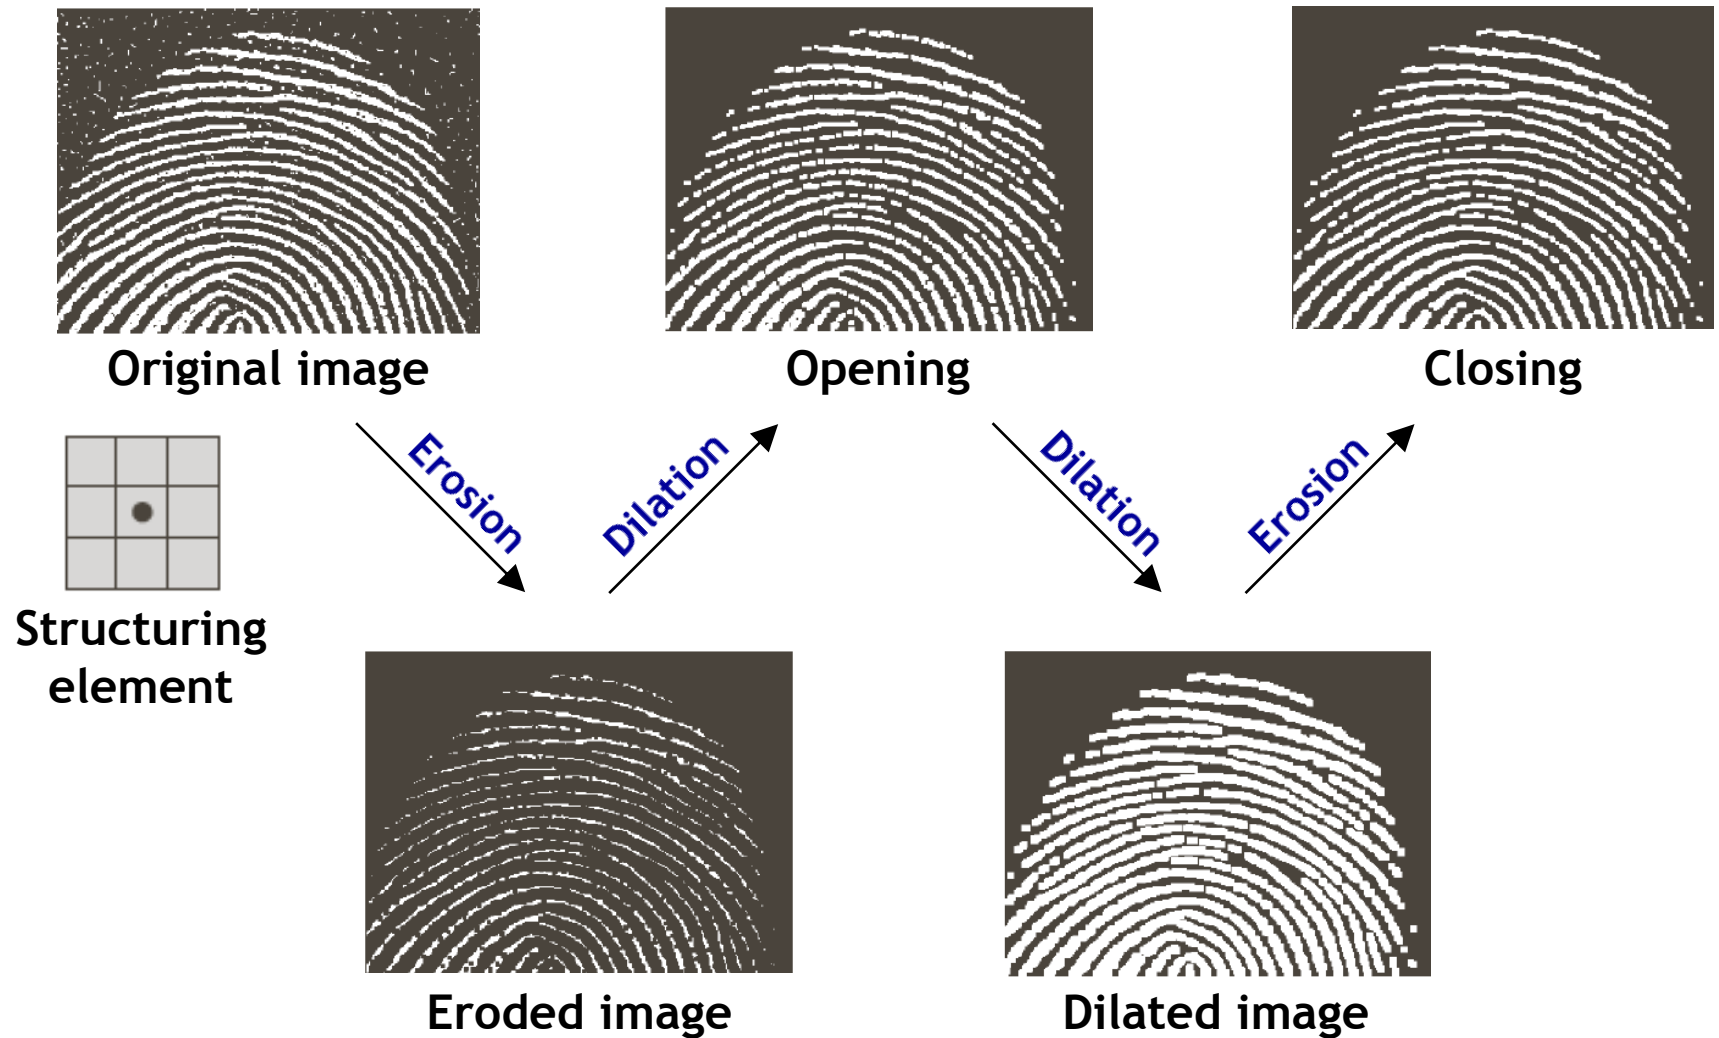 Original image
Opening
Closing
Erosion
Dilation
Dilation
Erosion
Structuring
element
Eroded image
Dilated image